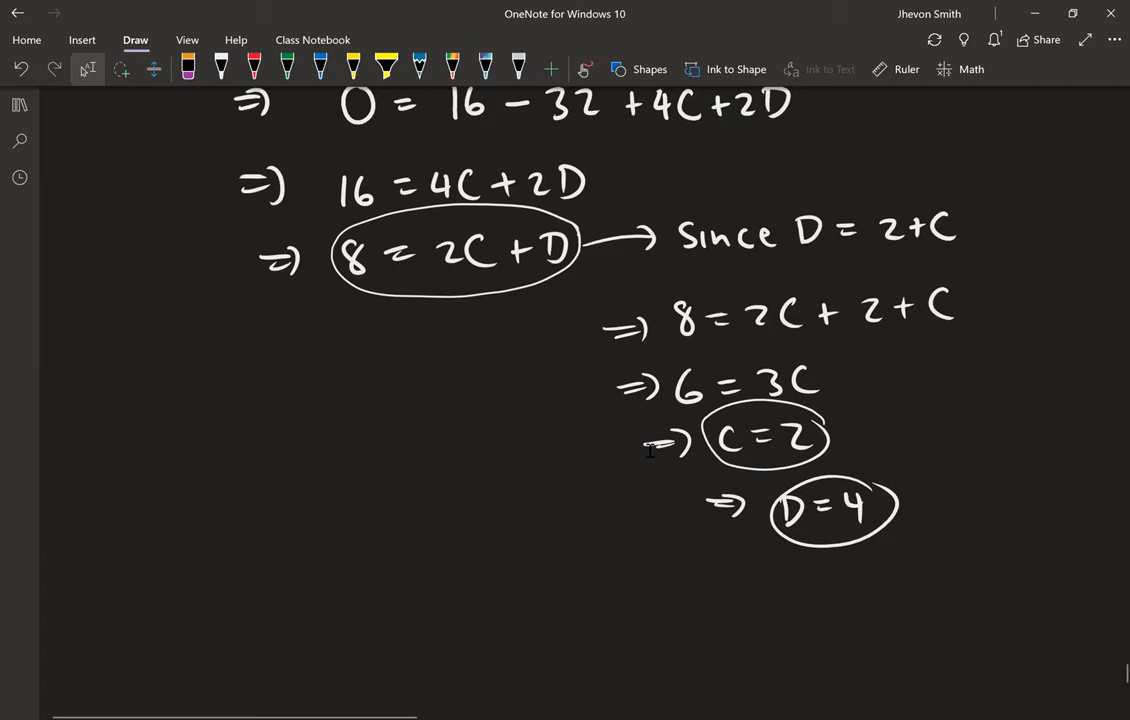 OneNote for Windows 10
Jhevon Smith
Home Insert Draw View Help Class Notebook
Share
Shapes Ink to Shape Ink to Text Ruler Math
=> 0 = 16 - 32 + 4C + 2D
=> 16 = 4C + 2D
=> 8 = 2C + D → Since D = 2+C
=> 8 = 2C + 2 + C
=> 6 = 3C
=> C = 2
=> D = 4